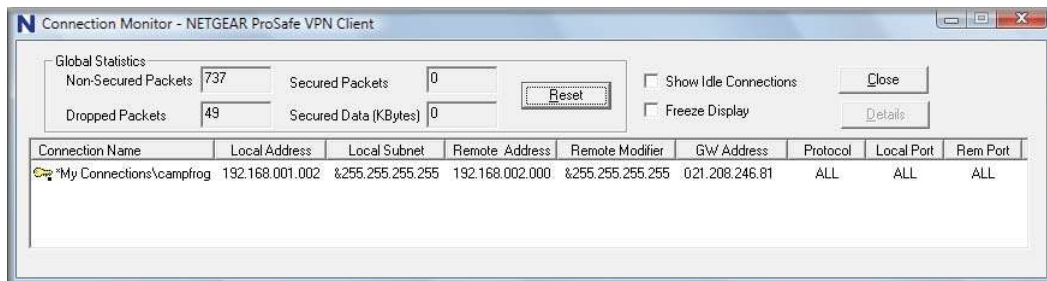 Connection Monitor - NETGEAR ProSafe VPN Client
Global Statistics
Non-Secured Packets 737 Secured Packets 0 Reset Show Idle Connections Close
Dropped Packets 49 Secured Data (KBytes) 0 Freeze Display Details
Connection Name Local Address Local Subnet Remote Address Remote Modifier GW Address Protocol Local Port Rem Port
*My Connections\campfrog 192.168.001.002 &255.255.255.255 192.168.002.000 &255.255.255.255 021.208.246.81 ALL ALL ALL